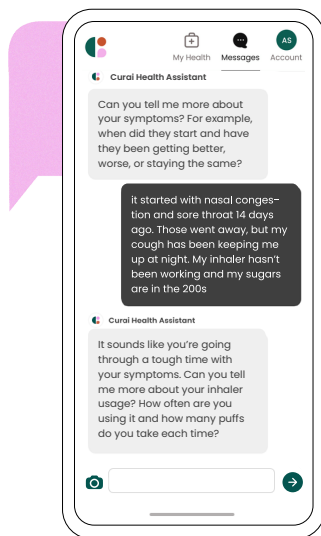 AS
My Health Messages Account
Curai Health Assistant
Can you tell me more about
your symptoms? For example,
when did they start and have
they been getting better,
worse, or staying the same?
it started with nasal conges-
tion and sore throat 14 days
ago. Those went away, but my
cough has been keeping me
up at night. My inhaler hasn't
been working and my sugars
are in the 200s
Curai Health Assistant
It sounds like you're going
through a tough time with
your symptoms. Can you tell
me more about your inhaler
usage? How often are you
using it and how many puffs
do you take each time?